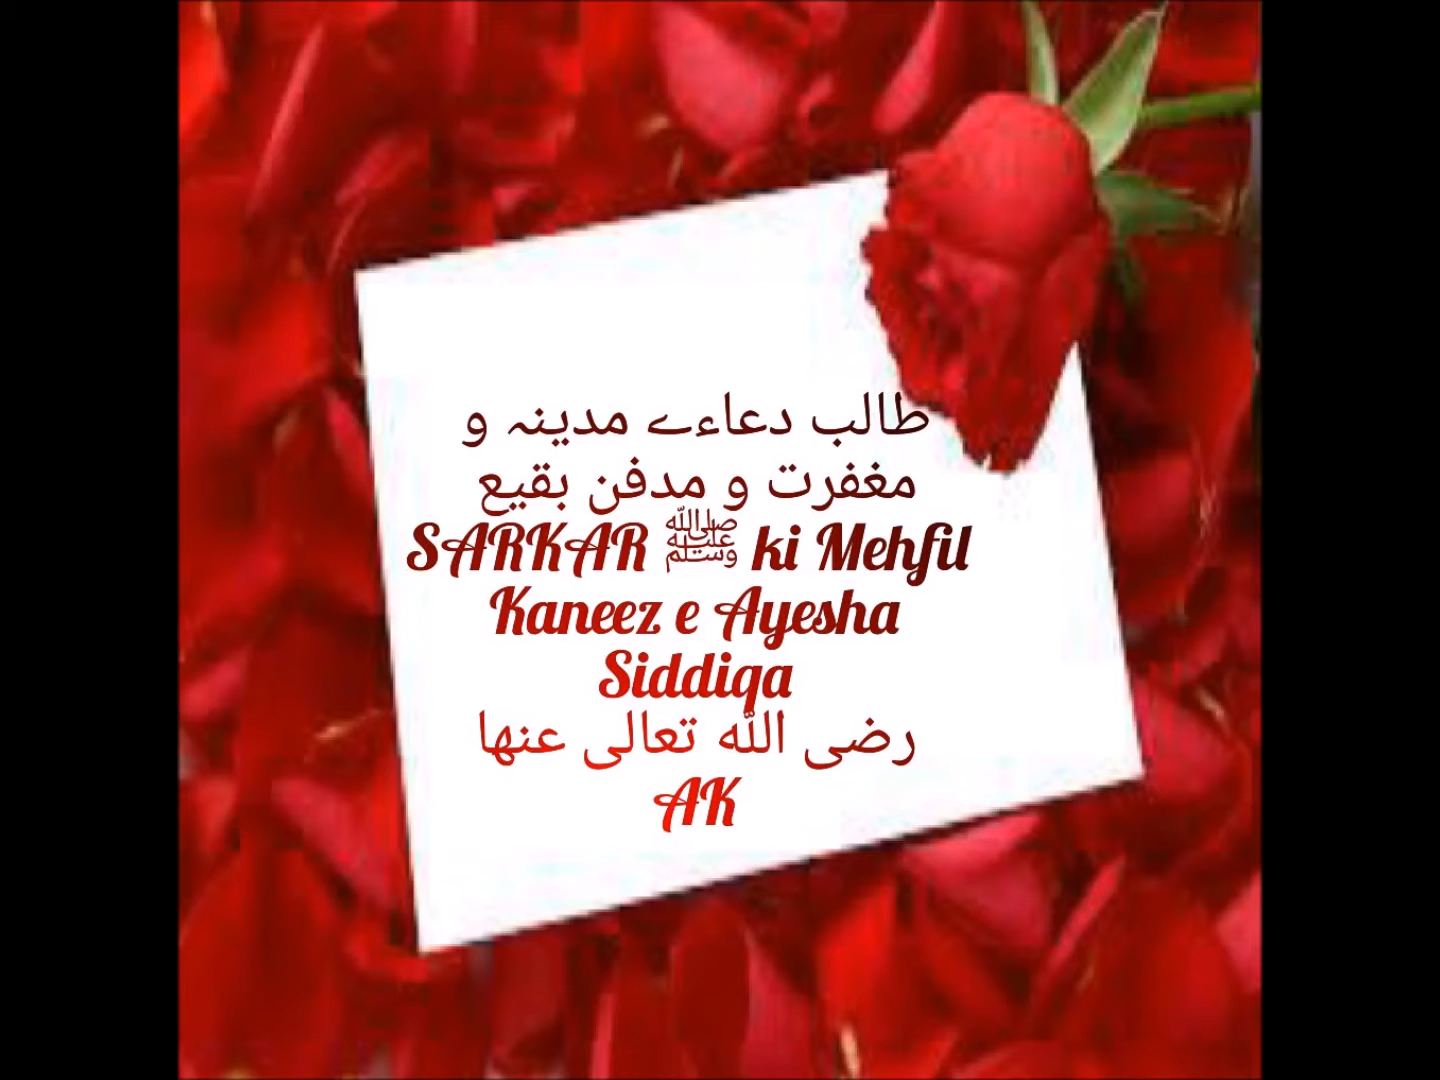 طالب دعاءے مدینہ و
مغفرت و مدفن بقیع
SARKAR ﷺ ki Mehfil
Kaneez e Ayesha
Siddiqa
رضی اللہ تعالی عنھا
AK